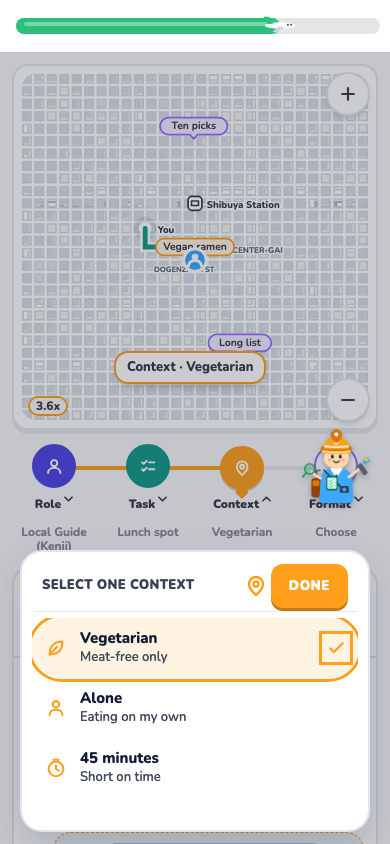 Ten picks
Shibuya Station
You
Vegan ramen
CENTER-GAI
ST
Long list
Context · Vegetarian
3.6x
Role
Task
Context
Format
Local Guide
(Kenji)
Lunch spot
Vegetarian
Choose
SELECT ONE CONTEXT
DONE
Vegetarian
Meat-free only
Alone
Eating on my own
45 minutes
Short on time